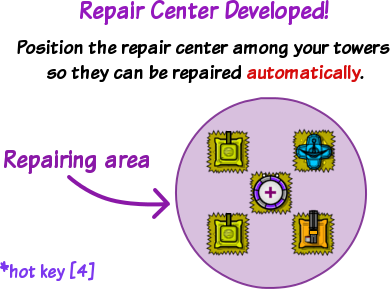 Repair Center Developed!
Position the repair center among your towers
so they can be repaired automatically.
Repairing area
*hot key [4]